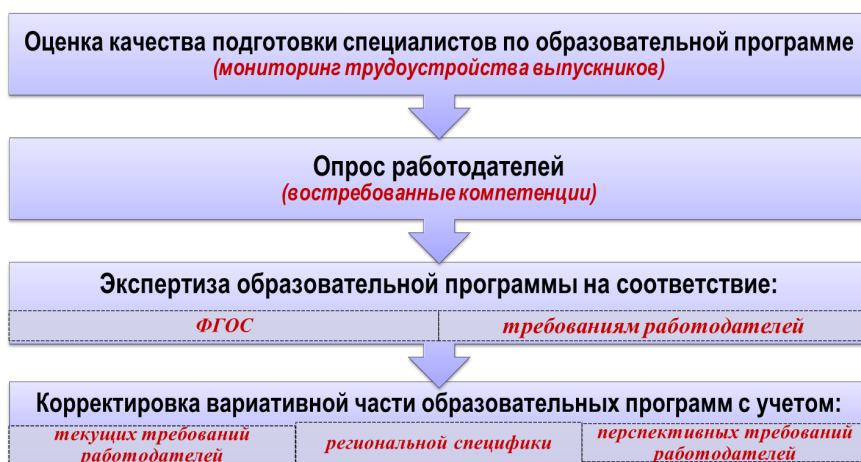 Оценка качества подготовки специалистов по образовательной программе
(мониторинг трудоустройства выпускников)
Опрос работодателей
(востребованные компетенции)
Экспертиза образовательной программы на соответствие:
ФГОС
требованиям работодателей
Корректировка вариативной части образовательных программ с учетом:
текущих требований
работодателей
региональной специфики
перспективных требований
работодателей